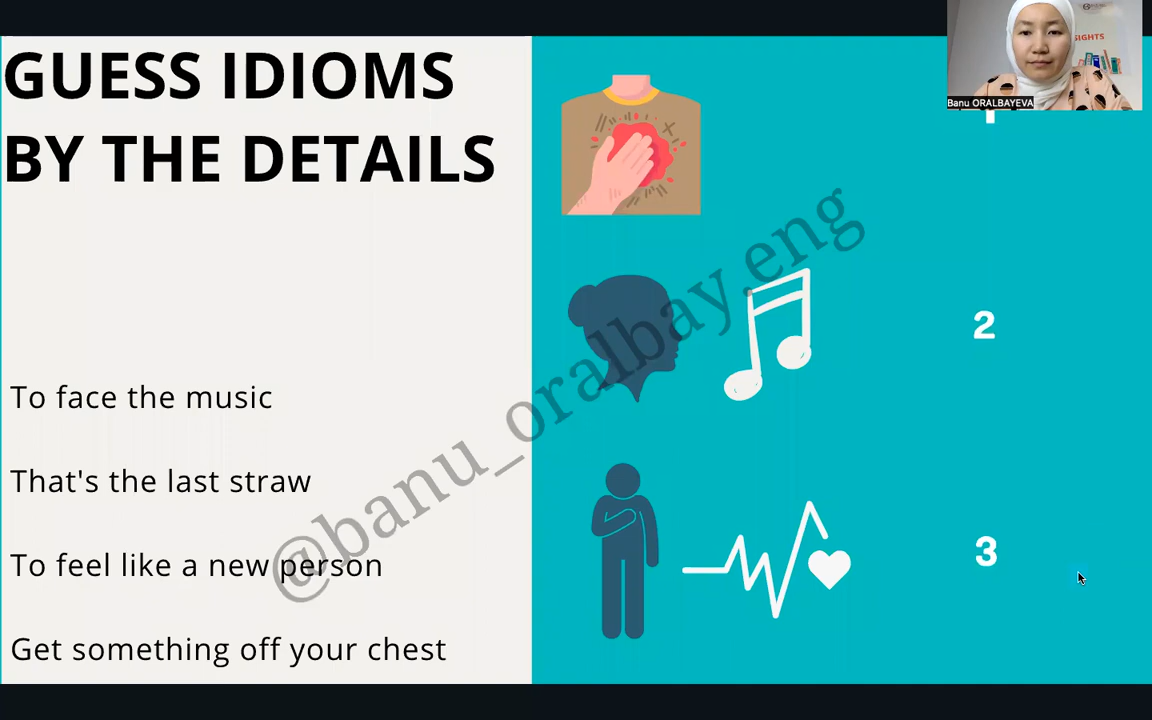 GUESS IDIOMS
BY THE DETAILS
To face the music
That's the last straw
To feel like a new person
Get something off your chest
2
3
@banu_oralbay.eng
Banu ORALBAYEVA